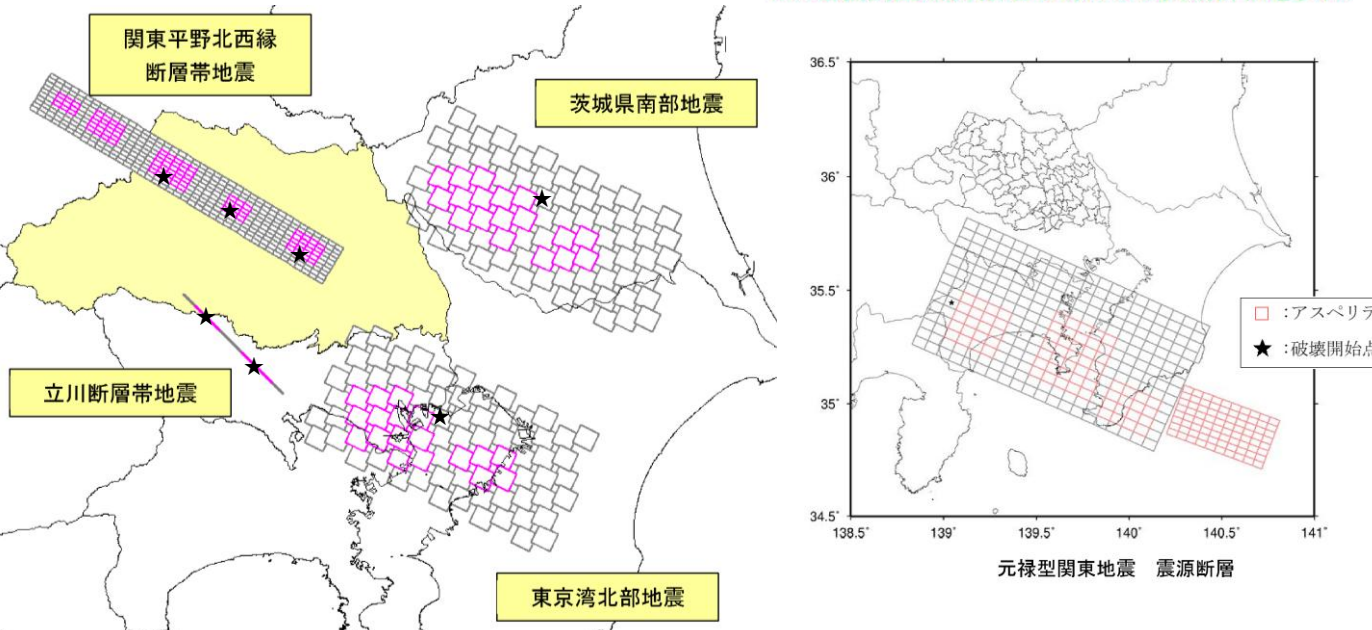 関東平野北西縁
断層帯地震
茨城県南部地震
立川断層帯地震
東京湾北部地震
36.5°
36°
35.5°
35°
34.5°
138.5°
139°
139.5°
140°
140.5°
141°
□ :アスペリテ
★ :破壊開始点
元禄型関東地震 震源断層